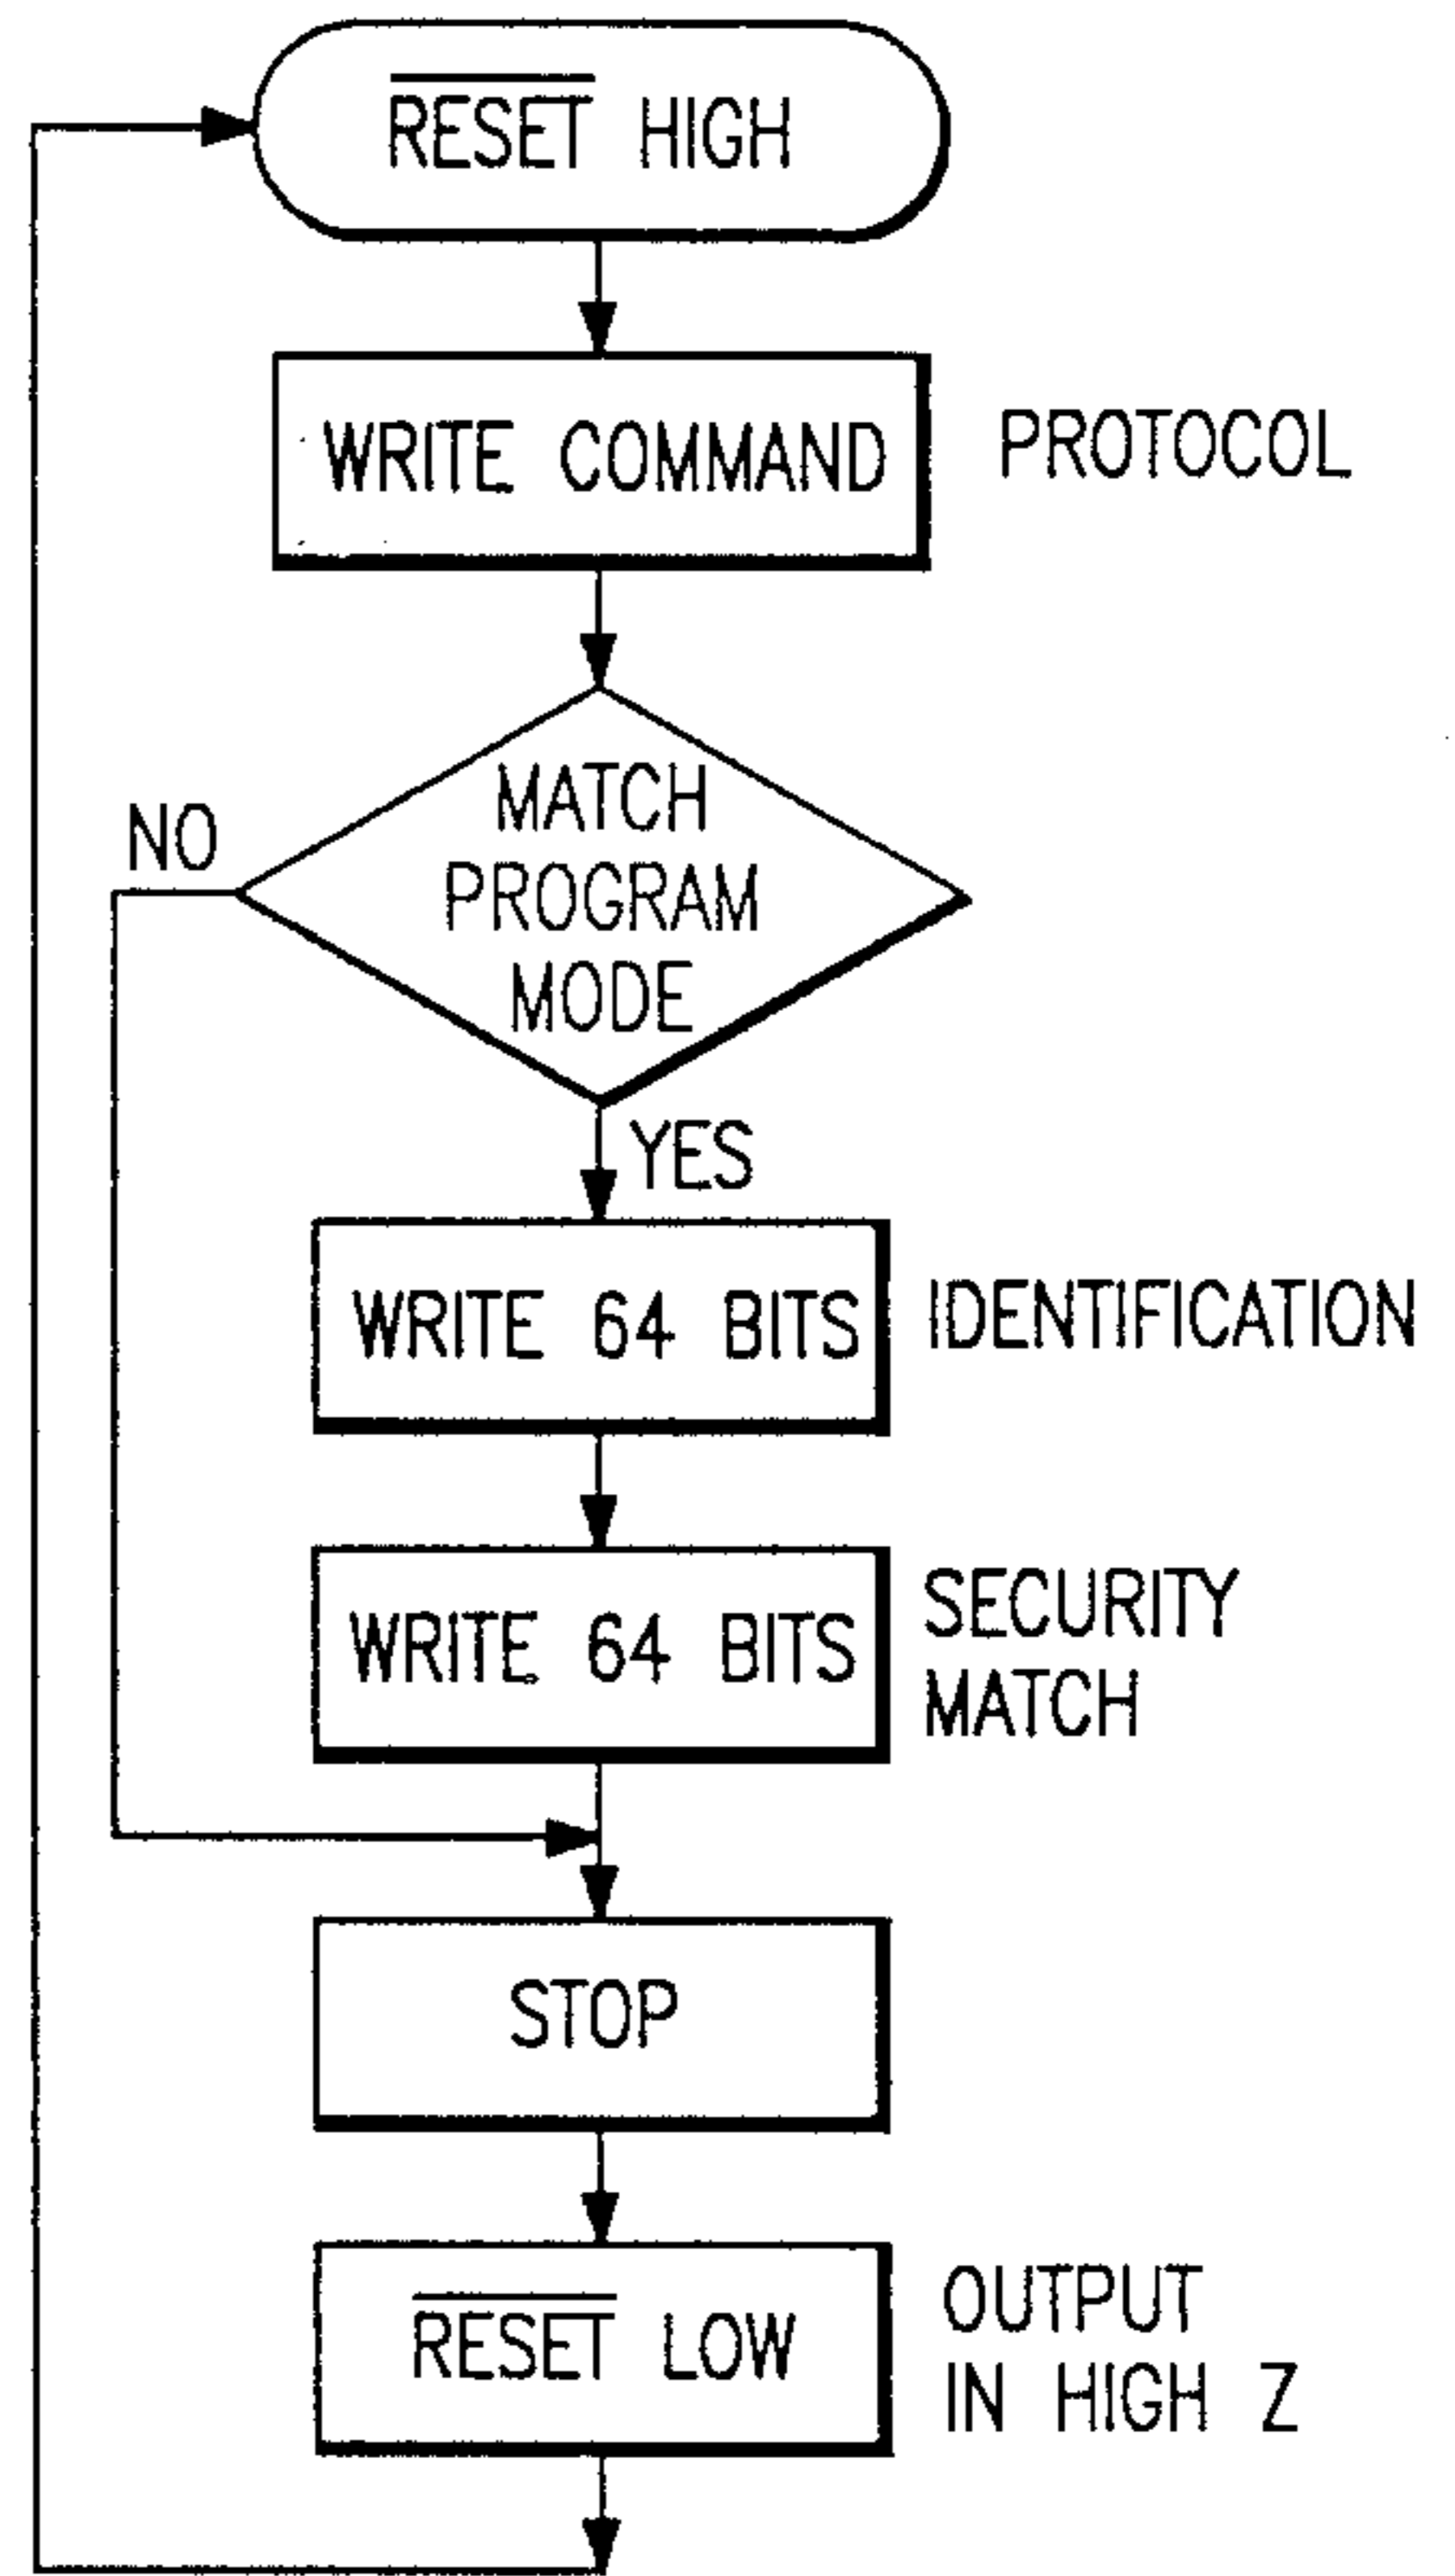 RESET HIGH
WRITE COMMAND
PROTOCOL
MATCH
PROGRAM
MODE
NO
YES
WRITE 64 BITS
IDENTIFICATION
WRITE 64 BITS
SECURITY
MATCH
STOP
RESET LOW
OUTPUT
IN HIGH Z